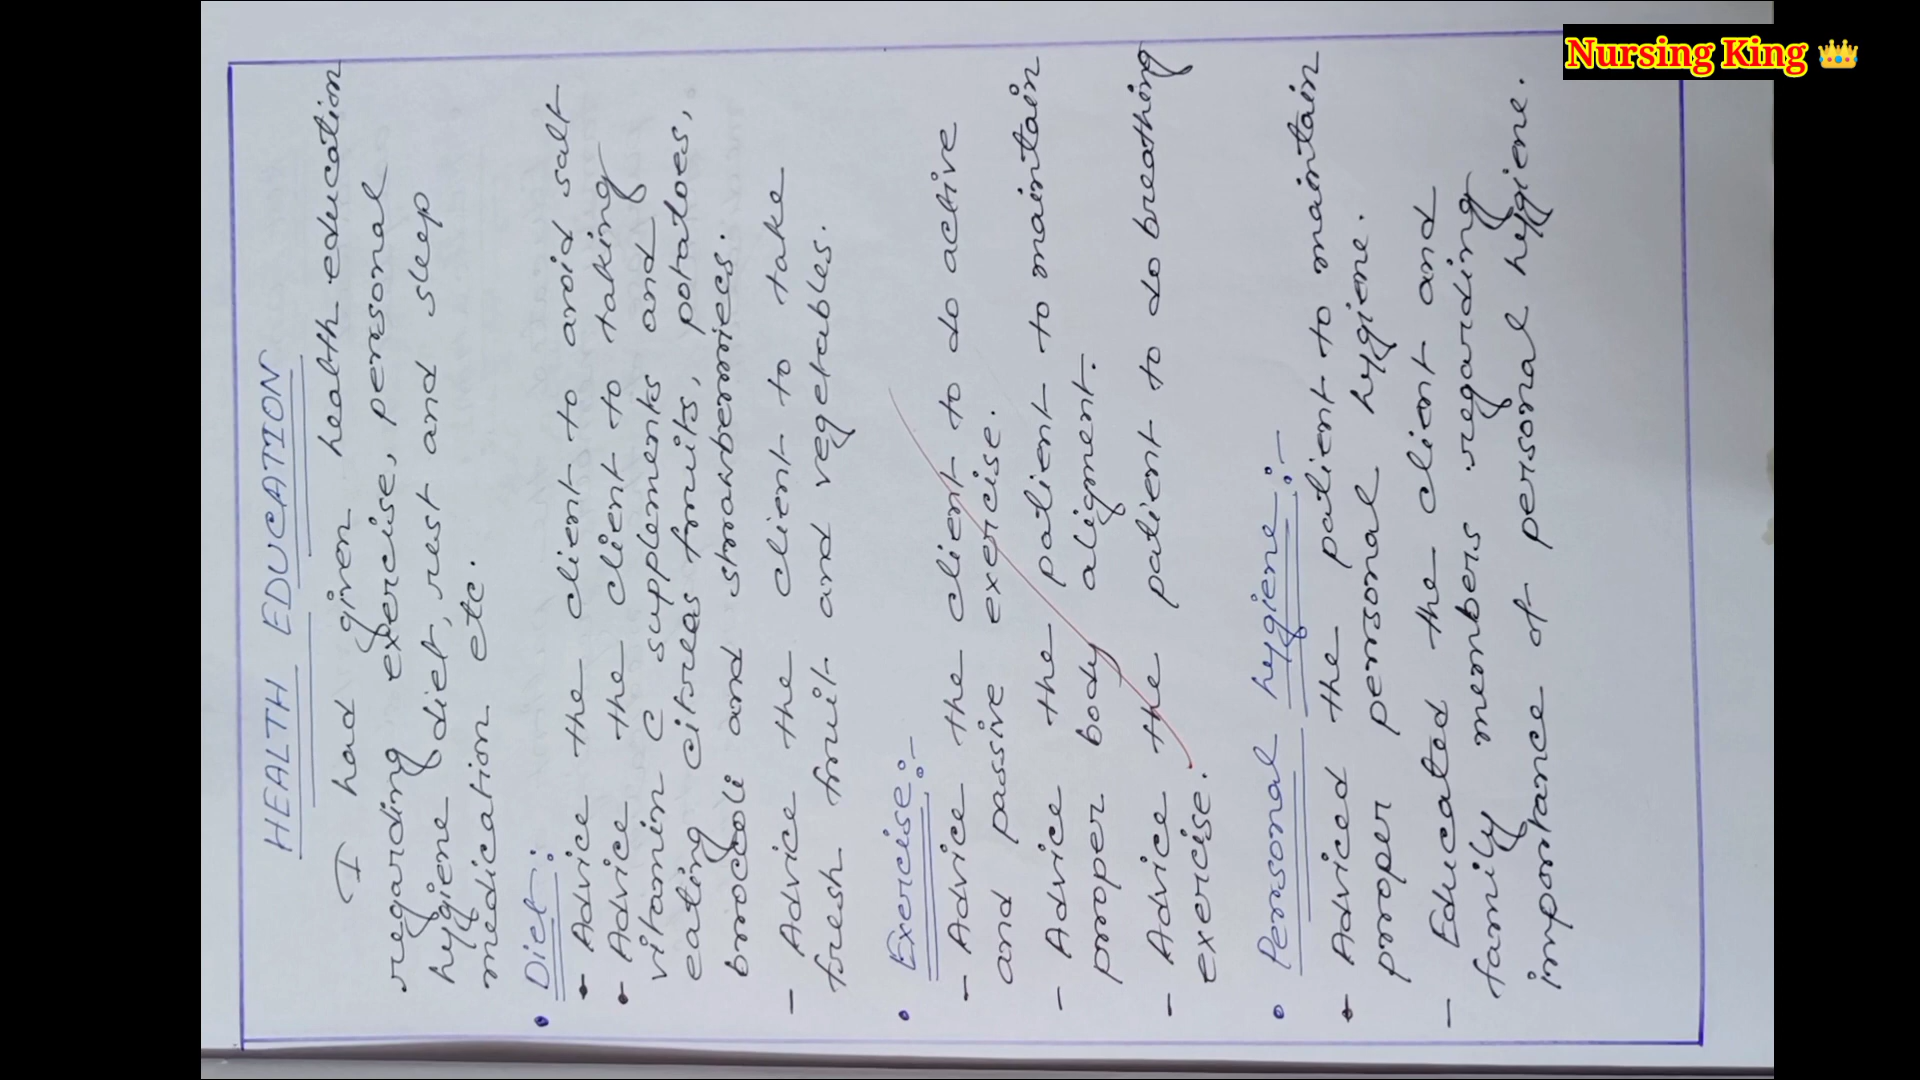 Nursing King
HEALTH EDUCATION
I had given health education
regarding exercise, personal
hygiene diet, rest and sleep
medication etc.
• Diet :
- Advice the client to avoid salt
- Advice the client to taking
vitamin C supplements and
eating citreas fruits, potatoes,
broccoli and strawberries.
- Advice the client to take
fresh fruit and vegetables.
• Exercise:-
- Advice the client to do active
and passive exercise.
- Advice the patient to maintain
proper body aligment.
- Advice the patient to do breathing
exercise.
• Personal hygiene:-
- Adviced the patient to maintain
proper personal hygiene.
- Educated the client and
family members regarding
importance of personal hygiene.